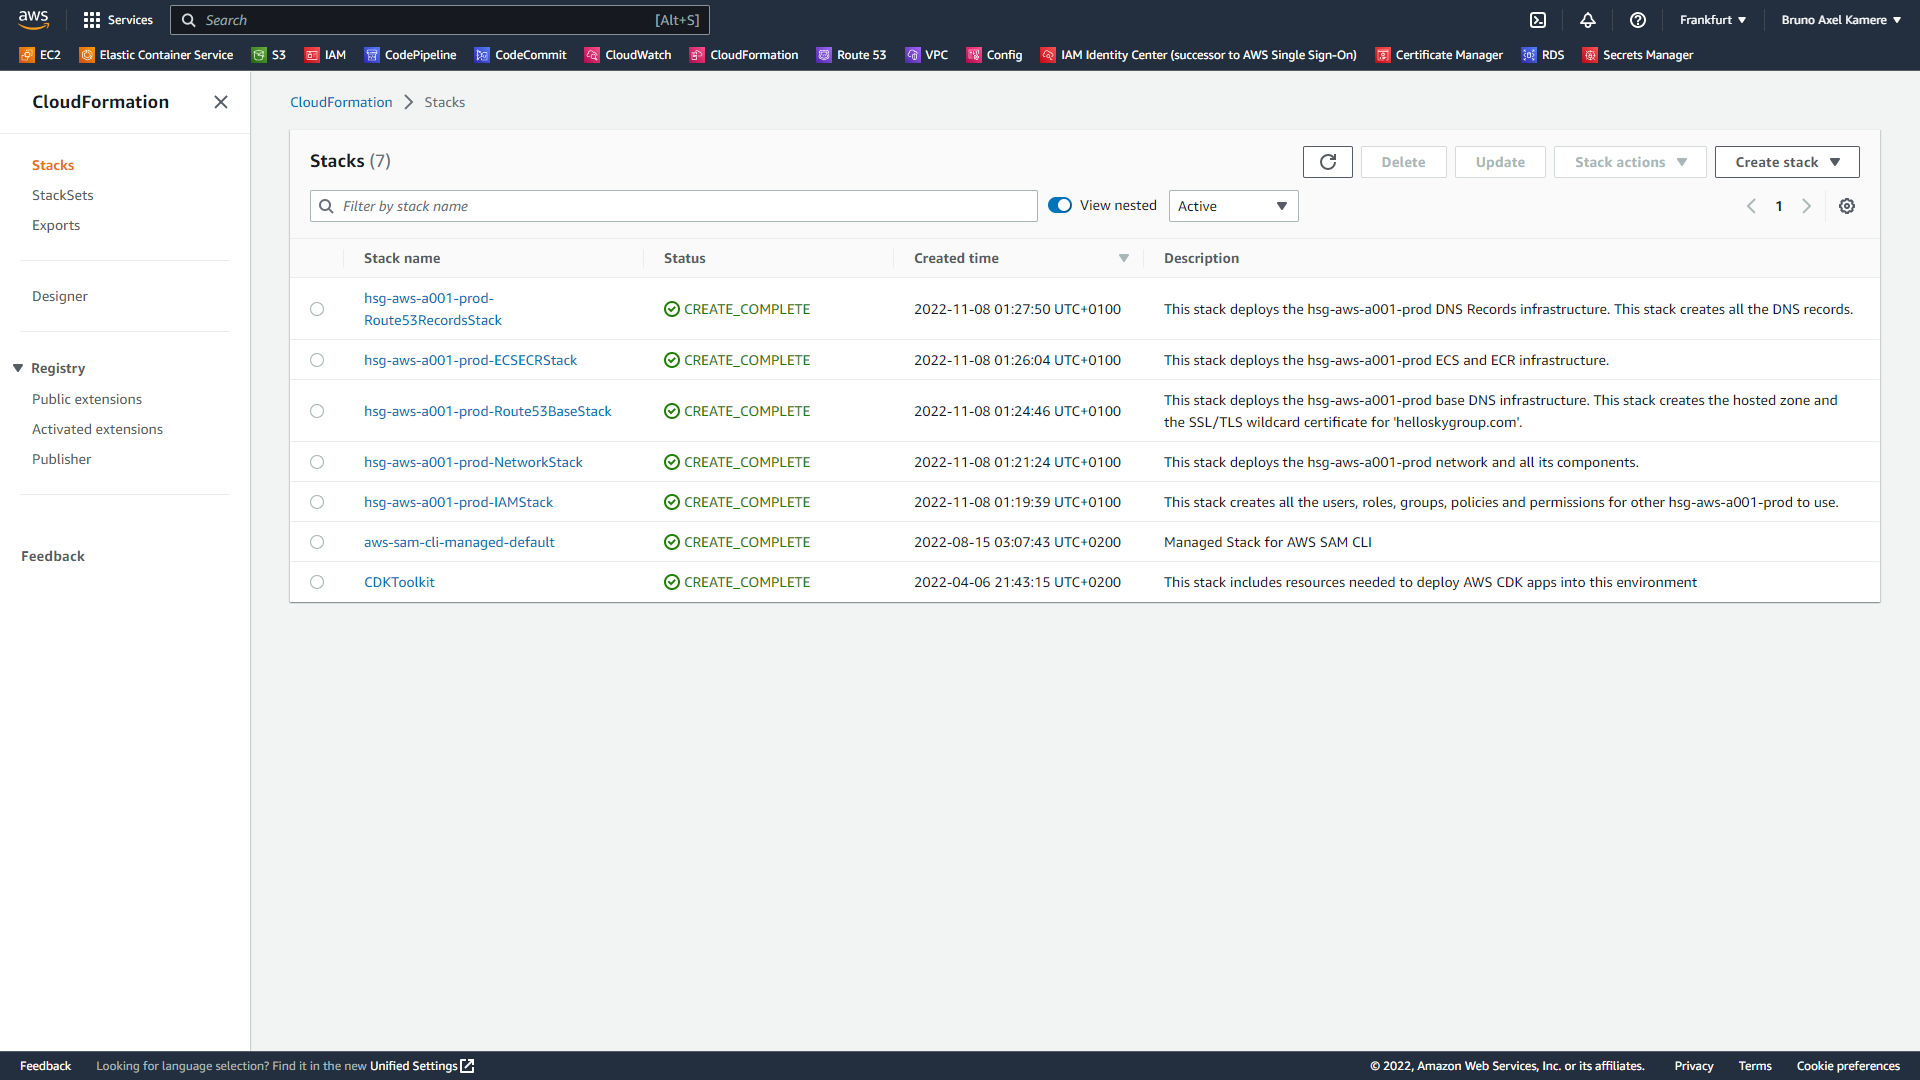 aws
Services
Search
[Alt+S]
Frankfurt
Bruno Axel Kamere
EC2
Elastic Container Service
S3
IAM
CodePipeline
CodeCommit
CloudWatch
CloudFormation
Route 53
VPC
Config
IAM Identity Center (successor to AWS Single Sign-On)
Certificate Manager
RDS
Secrets Manager
CloudFormation
Stacks
StackSets
Exports
Designer
Registry
Public extensions
Activated extensions
Publisher
Feedback
CloudFormation
Stacks
Stacks (7)
Delete
Update
Stack actions
Create stack
Filter by stack name
View nested
Active
1
Stack name
Status
Created time
Description
hsg-aws-a001-prod-
Route53RecordsStack
CREATE_COMPLETE
2022-11-08 01:27:50 UTC+0100
This stack deploys the hsg-aws-a001-prod DNS Records infrastructure. This stack creates all the DNS records.
hsg-aws-a001-prod-ECSECRStack
CREATE_COMPLETE
2022-11-08 01:26:04 UTC+0100
This stack deploys the hsg-aws-a001-prod ECS and ECR infrastructure.
hsg-aws-a001-prod-Route53BaseStack
CREATE_COMPLETE
2022-11-08 01:24:46 UTC+0100
This stack deploys the hsg-aws-a001-prod base DNS infrastructure. This stack creates the hosted zone and
the SSL/TLS wildcard certificate for 'helloskygroup.com'.
hsg-aws-a001-prod-NetworkStack
CREATE_COMPLETE
2022-11-08 01:21:24 UTC+0100
This stack deploys the hsg-aws-a001-prod network and all its components.
hsg-aws-a001-prod-IAMStack
CREATE_COMPLETE
2022-11-08 01:19:39 UTC+0100
This stack creates all the users, roles, groups, policies and permissions for other hsg-aws-a001-prod to use.
aws-sam-cli-managed-default
CREATE_COMPLETE
2022-08-15 03:07:43 UTC+0200
Managed Stack for AWS SAM CLI
CDKToolkit
CREATE_COMPLETE
2022-04-06 21:43:15 UTC+0200
This stack includes resources needed to deploy AWS CDK apps into this environment
Feedback
Looking for language selection? Find it in the new Unified Settings
© 2022, Amazon Web Services, Inc. or its affiliates.
Privacy
Terms
Cookie preferences